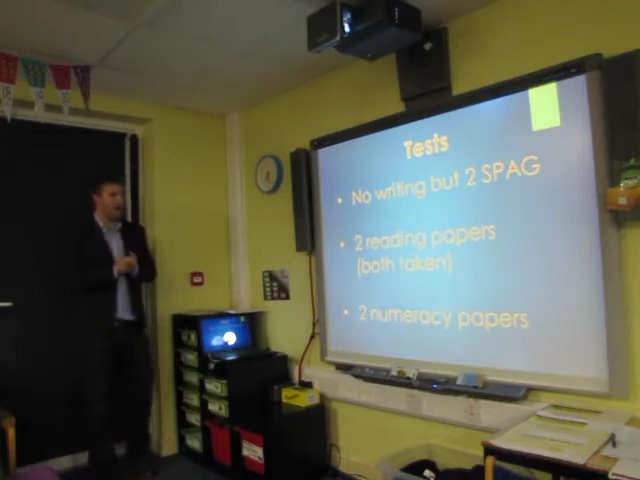 Tests
• No writing but 2 SPAG
• 2 reading papers
(both taken)
• 2 numeracy papers